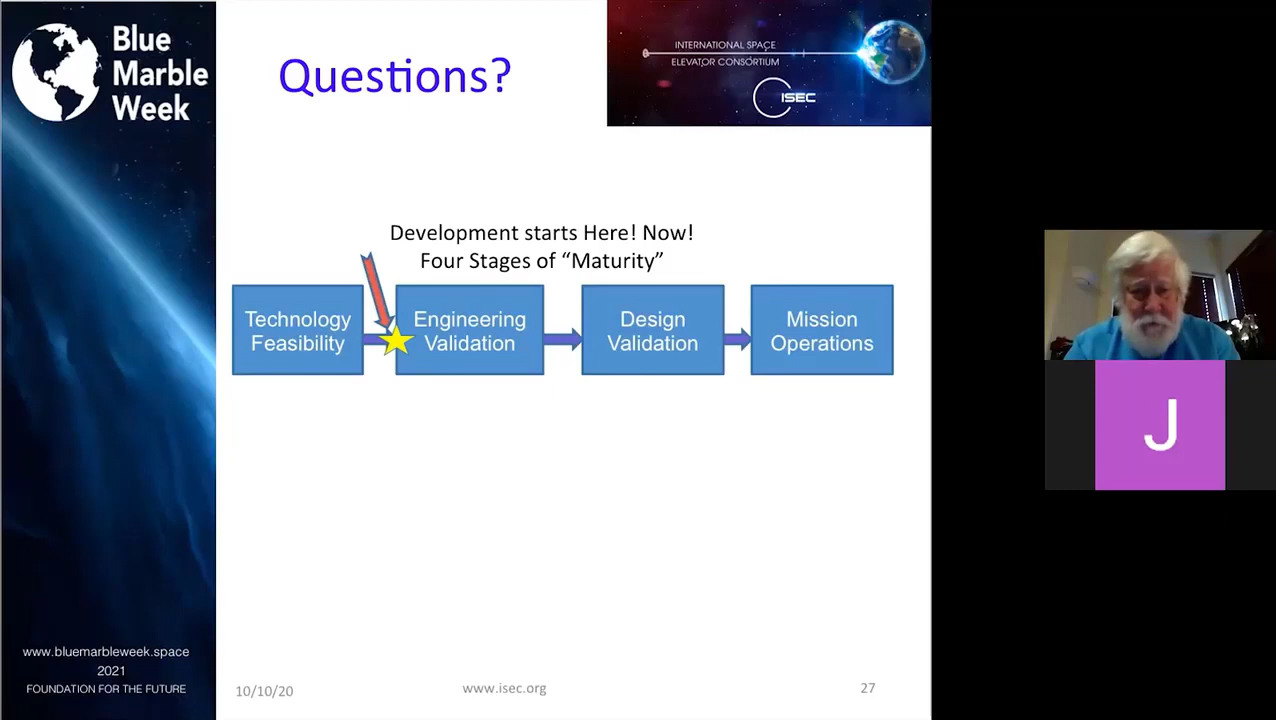 Blue
Marble
Week
Questions?
INTERNATIONAL SPACE
ELEVATOR CONSORTIUM
ISEC
Development starts Here! Now!
Four Stages of “Maturity”
Technology
Feasibility
Engineering
Validation
Design
Validation
Mission
Operations
J
www.bluemarbleweek.space
2021
FOUNDATION FOR THE FUTURE
10/10/20
www.isec.org
27